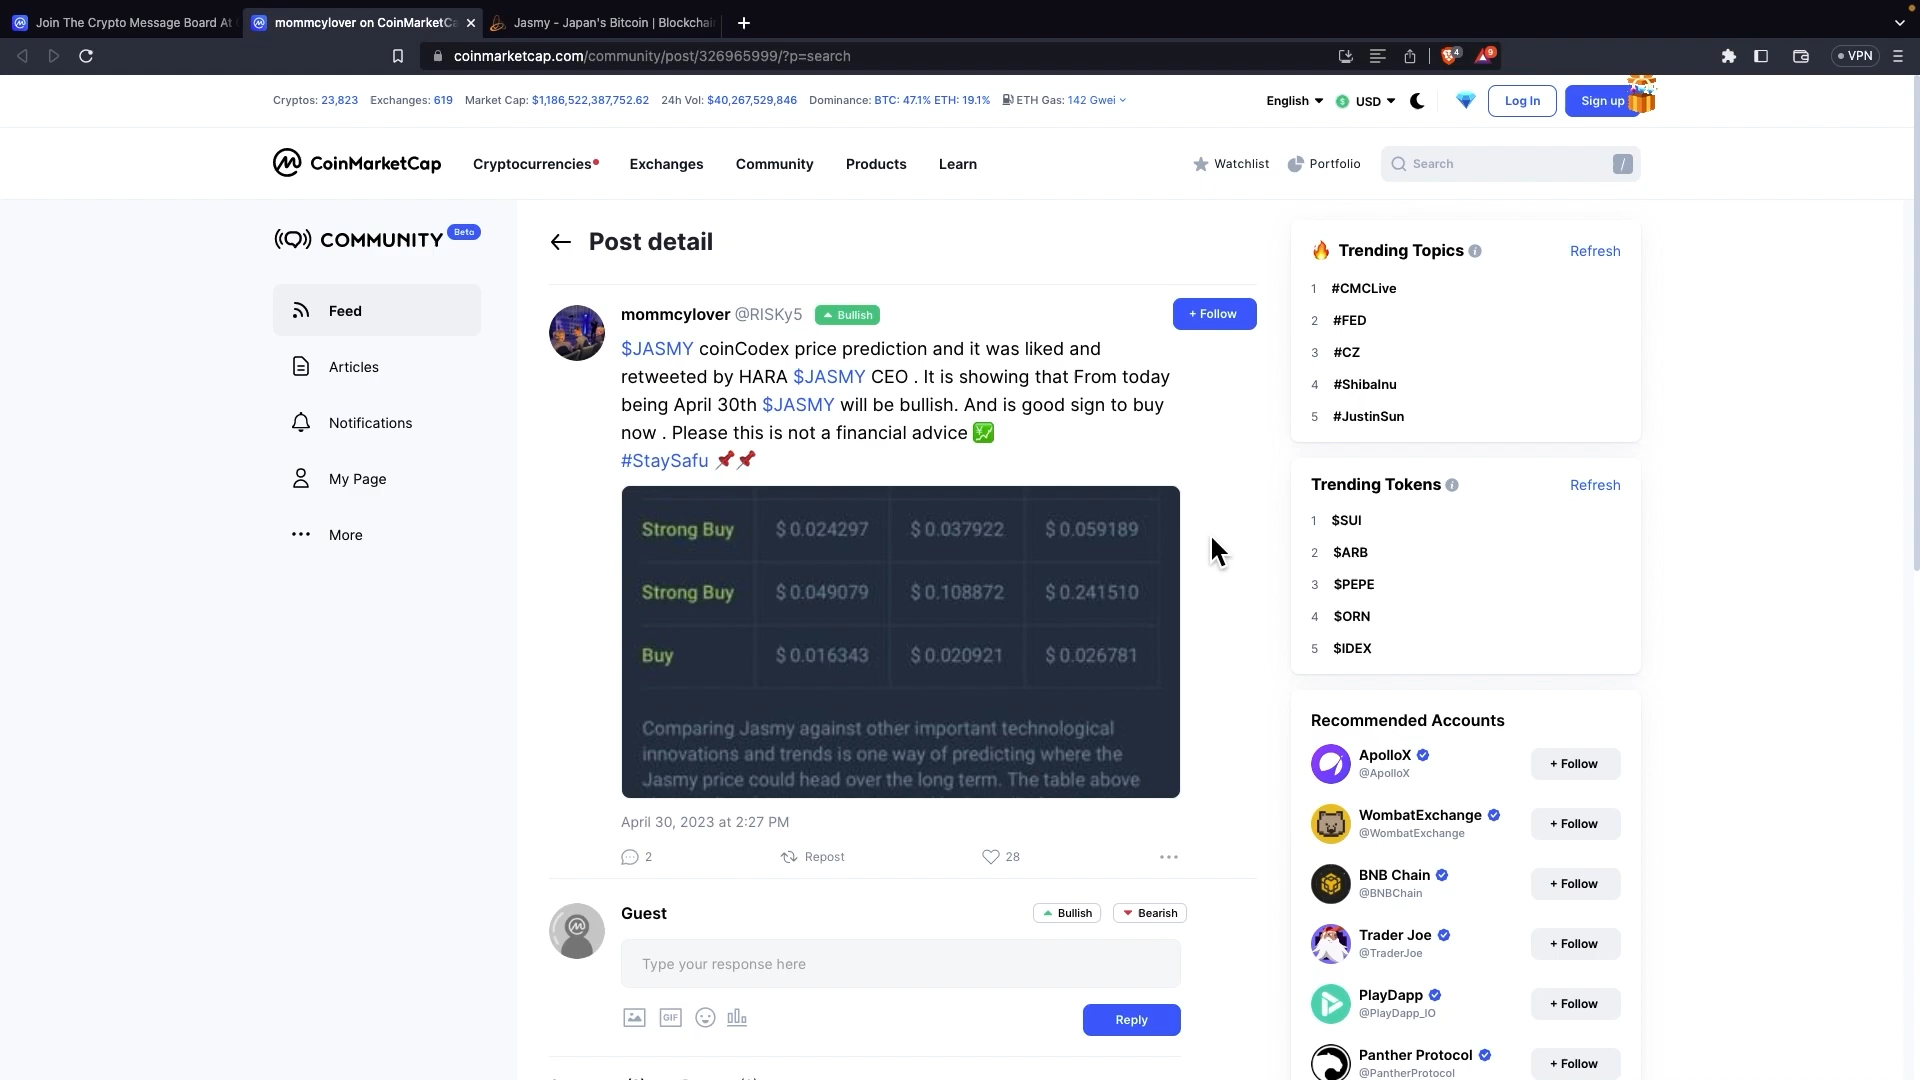 Join The Crypto Message Board At
mommcylover on CoinMarketCa
Jasmy - Japan's Bitcoin | Blockchain
coinmarketcap.com/community/post/326965999/?p=search
4
9
VPN
Cryptos: 23,823 Exchanges: 619 Market Cap: $1,186,522,387,752.62 24h Vol: $40,267,529,846 Dominance: BTC: 47.1% ETH: 19.1% ETH Gas: 142 Gwei
English
USD
Log In
Sign up
CoinMarketCap
Cryptocurrencies
Exchanges
Community
Products
Learn
Watchlist
Portfolio
Search
/
COMMUNITY
Beta
Feed
Articles
Notifications
My Page
More
Post detail
mommcylover @RISKy5 Bullish
+ Follow
$JASMY coinCodex price prediction and it was liked and
retweeted by HARA $JASMY CEO . It is showing that From today
being April 30th $JASMY will be bullish. And is good sign to buy
now . Please this is not a financial advice 💹
#StaySafu 📌📌
Strong Buy $ 0.024297 $ 0.037922 $ 0.059189
Strong Buy $ 0.049079 $ 0.108872 $ 0.241510
Buy $ 0.016343 $ 0.020921 $ 0.026781
Comparing Jasmy against other important technological
innovations and trends is one way of predicting where the
Jasmy price could head over the long term. The table above
April 30, 2023 at 2:27 PM
2
Repost
28
Guest
Bullish
Bearish
Type your response here
GIF
Reply
Trending Topics
Refresh
1 #CMCLive
2 #FED
3 #CZ
4 #ShibaInu
5 #JustinSun
Trending Tokens
Refresh
1 $SUI
2 $ARB
3 $PEPE
4 $ORN
5 $IDEX
Recommended Accounts
ApolloX
@ApolloX
+ Follow
WombatExchange
@WombatExchange
+ Follow
BNB Chain
@BNBChain
+ Follow
Trader Joe
@TraderJoe
+ Follow
PlayDapp
@PlayDapp_IO
+ Follow
Panther Protocol
@PantherProtocol
+ Follow